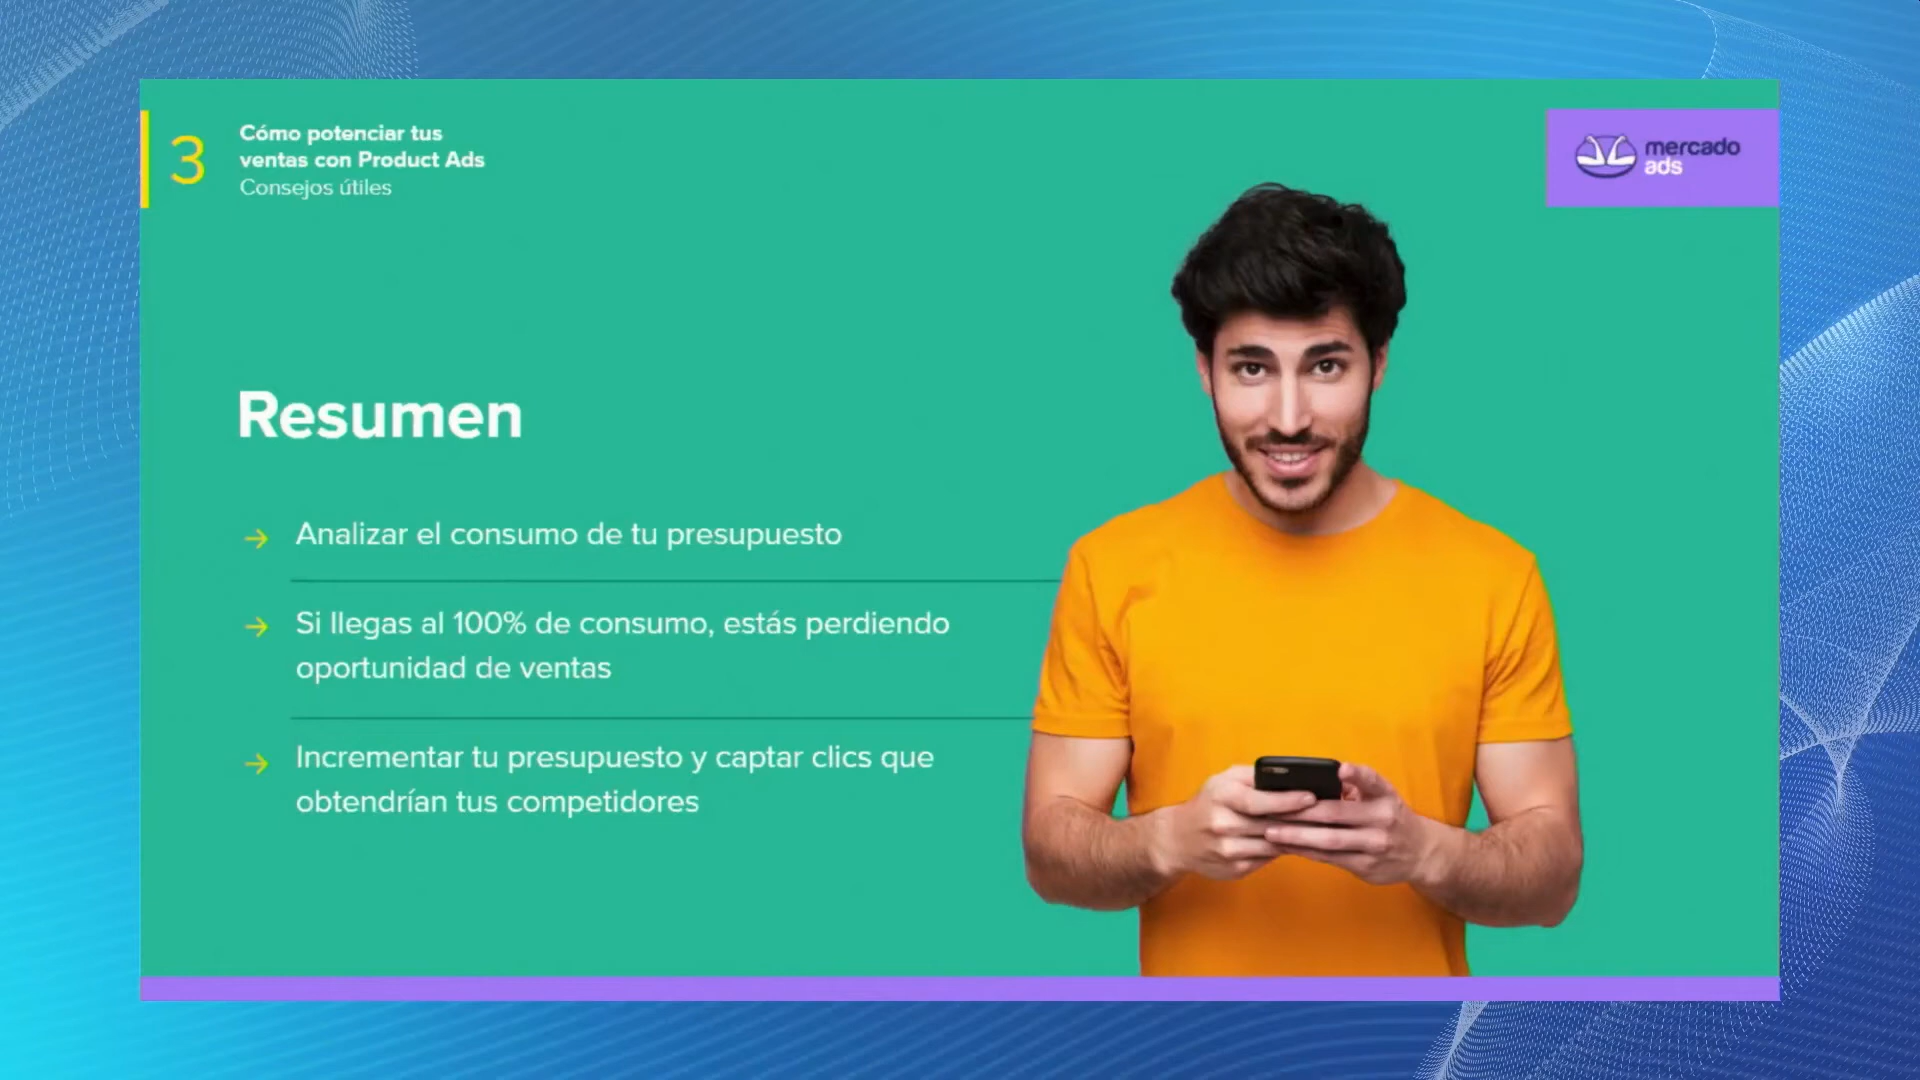 3
Cómo potenciar tus
ventas con Product Ads
Consejos útiles
mercado
ads
Resumen
→ Analizar el consumo de tu presupuesto
→ Si llegas al 100% de consumo, estás perdiendo
oportunidad de ventas
→ Incrementar tu presupuesto y captar clics que
obtendrían tus competidores